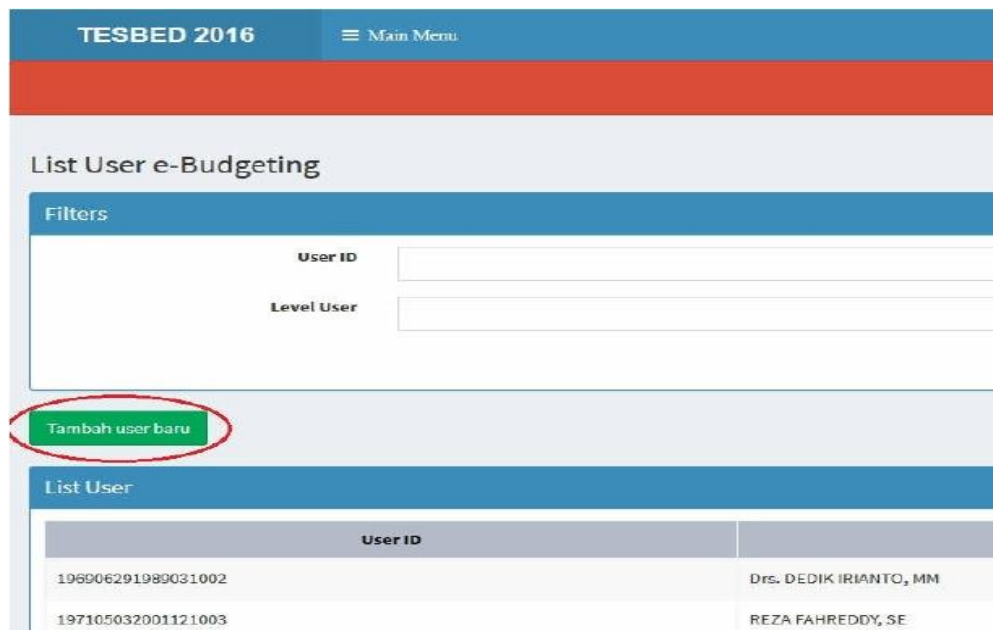 TESBED 2016 Main Menu
List User e-Budgeting
Filters
User ID
Level User
Tambah user baru
List User
User ID
196906291989031002 Drs. DEDIK IRIANTO, MM
197105032001121003 REZA FAHREDDY, SE